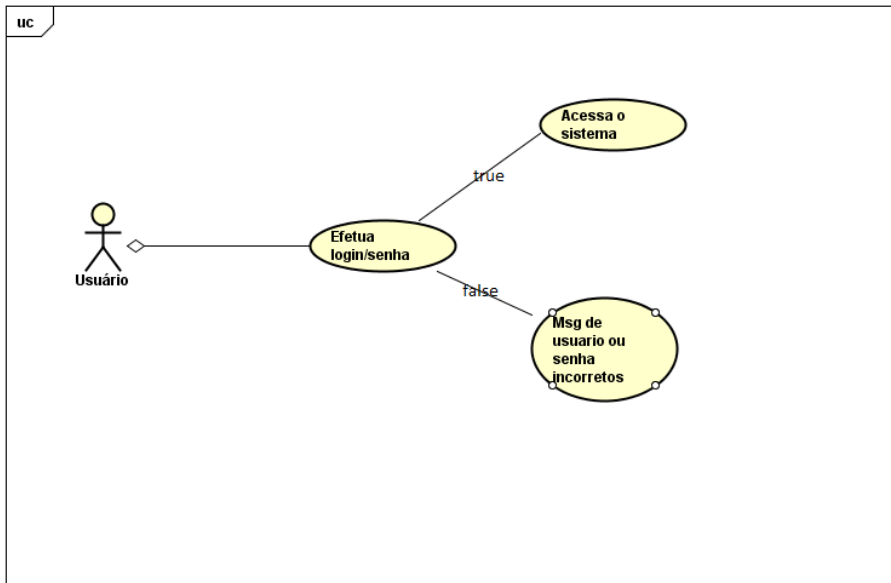 uc
Acessa o
sistema
true
Efetua
login/senha
Usuário
false
Msg de
usuario ou
senha
incorretos